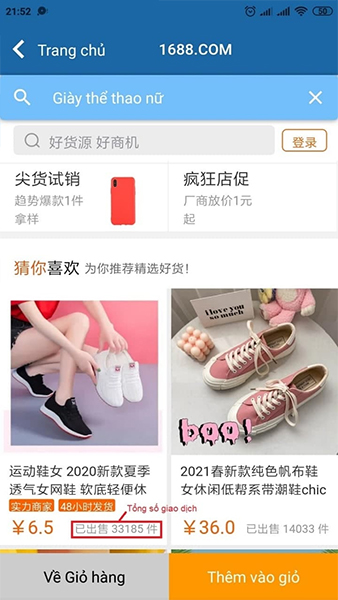 21:52
50
Trang chủ
1688.COM
Giày thể thao nữ
好货源 好商机
登录
尖货试销
趋势爆款1件
拿样
疯狂店促
厂商放价1元
起
猜你喜欢 为你推荐精选好货！
I love you
so much
boo!
运动鞋女 2020新款夏季
透气女网鞋 软底轻便休
实力商家 48小时发货
Tổng số giao dịch
¥6.5 已出售 33185 件
2021春新款纯色帆布鞋
女休闲低帮系带潮鞋chic
¥36.0 已出售 14033 件
Về Giỏ hàng
Thêm vào giỏ